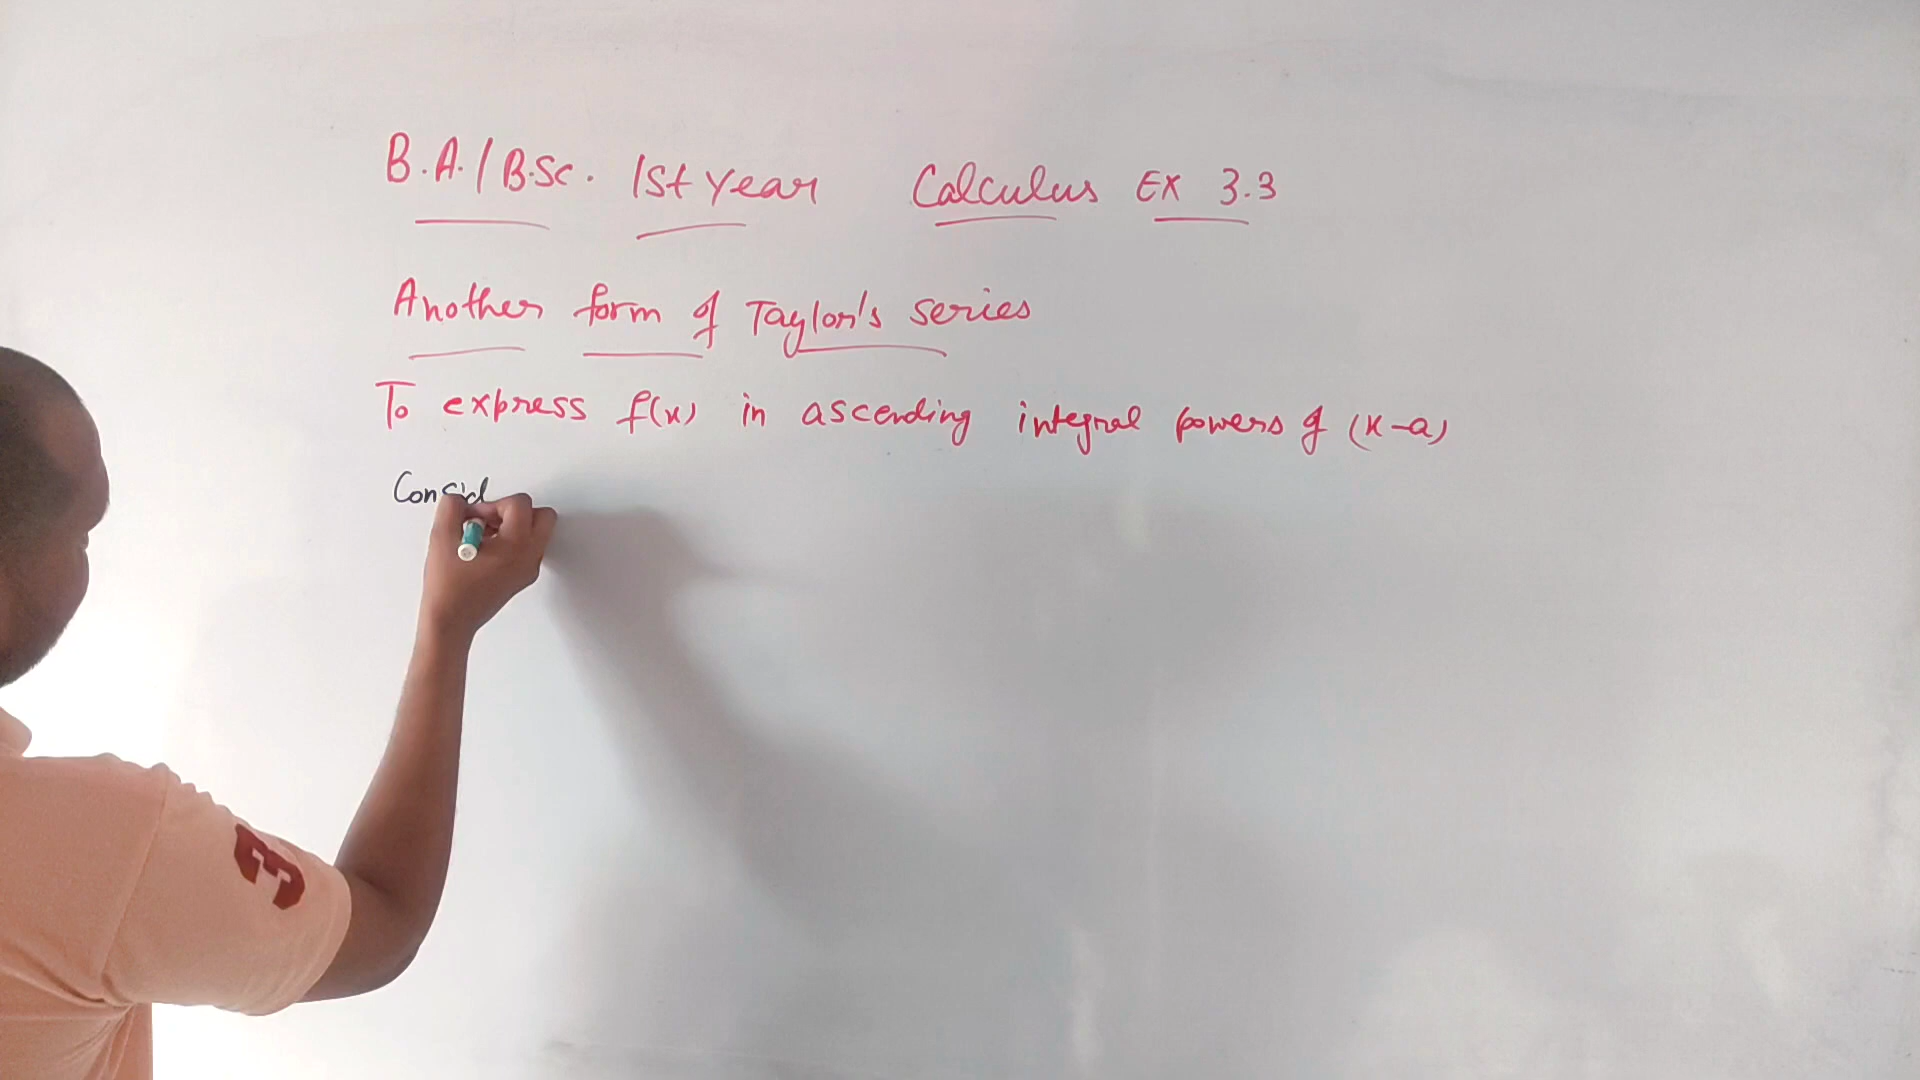 B.A./B.Sc. 1st year Calculus EX 3.3
Another form of Taylor's series
To express f(x) in ascending integral powers of (x-a)
Consid
3